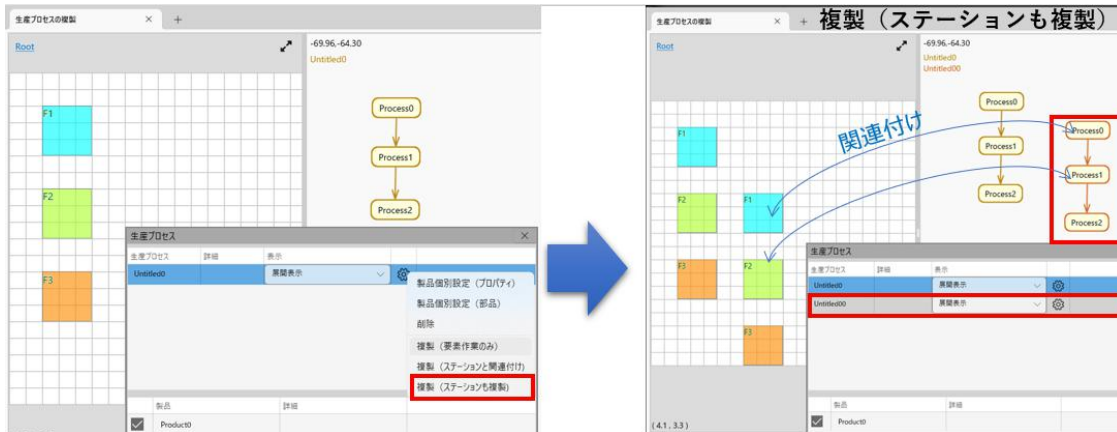 生産プロセスの複製 × +
Root
-69.96,-64.30
Untitled0
F1
F2
F3
Process0
Process1
Process2
生産プロセス ×
生産プロセス 詳細 表示
Untitled0 展開表示
製品個別設定 (プロパティ)
製品個別設定 (部品)
削除
複製 (要素作業のみ)
複製 (ステーションと関連付け)
複製 (ステーションも複製)
製品 詳細
Product0
複製（ステーションも複製）
生産プロセスの複製 × +
Root
-69.96,-64.30
Untitled0
Untitled00
関連付け
F1
F2
F3
F1
F2
F3
Process0
Process1
Process2
Process0
Process1
Process2
生産プロセス
生産プロセス 詳細 表示
Untitled0 展開表示
Untitled00 展開表示
製品 詳細
Product0
(4.1, 3.3)